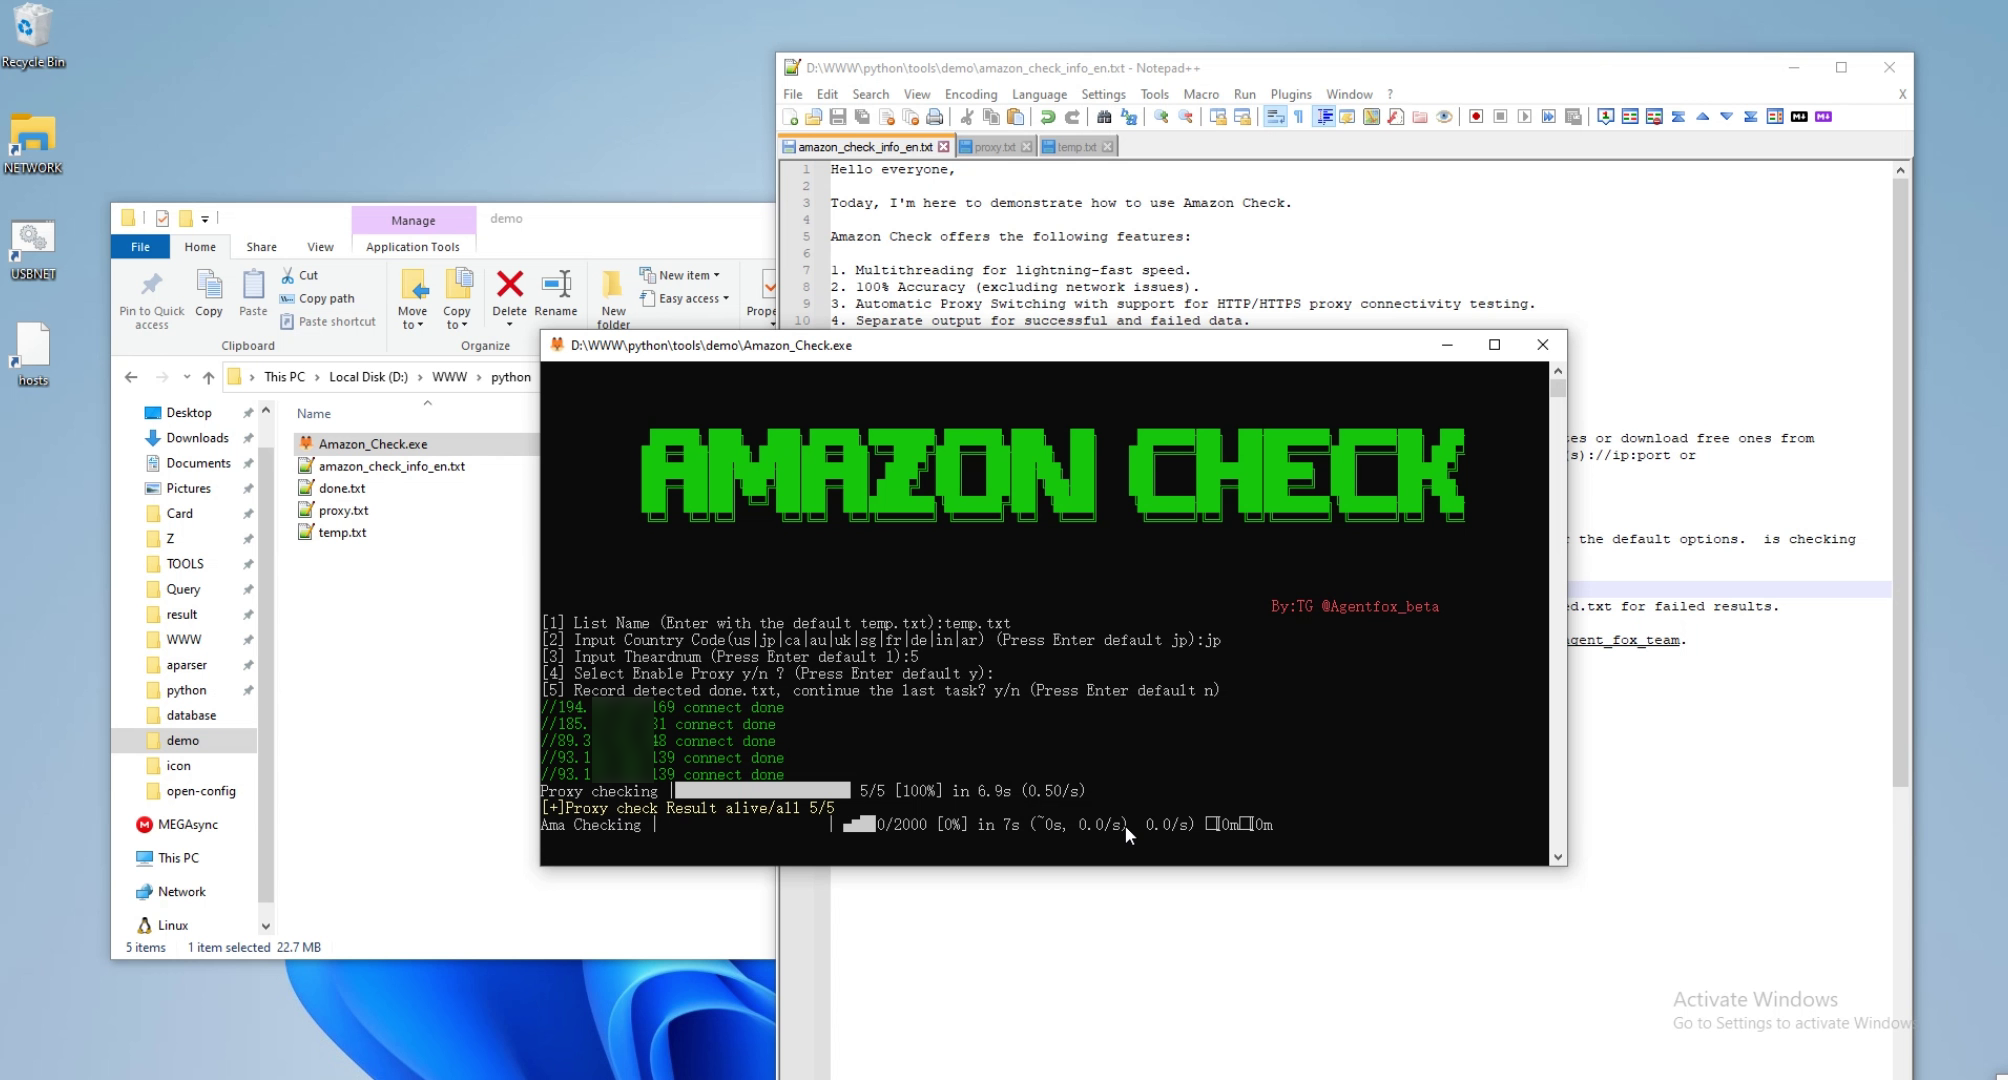 Recycle Bin
NETWORK
USBNET
hosts
Manage
demo
File
Home
Share
View
Application Tools
Pin to Quick access
Copy
Paste
Cut
Copy path
Paste shortcut
Clipboard
Move to
Copy to
Delete
Rename
Organize
New folder
New item
Easy access
This PC > Local Disk (D:) > WWW > python
Desktop
Downloads
Documents
Pictures
Card
Z
TOOLS
Query
result
WWW
aparser
python
database
demo
icon
open-config
MEGAsync
This PC
Network
Linux
Name
Amazon_Check.exe
amazon_check_info_en.txt
done.txt
proxy.txt
temp.txt
5 items 1 item selected 22.7 MB
D:\WWW\python\tools\demo\amazon_check_info_en.txt - Notepad++
File Edit Search View Encoding Language Settings Tools Macro Run Plugins Window ?
X
amazon_check_info_en.txt
proxy.txt
temp.txt
1 Hello everyone,
2
3 Today, I'm here to demonstrate how to use Amazon Check.
4
5 Amazon Check offers the following features:
6
7 1. Multithreading for lightning-fast speed.
8 2. 100% Accuracy (excluding network issues).
9 3. Automatic Proxy Switching with support for HTTP/HTTPS proxy connectivity testing.
10 4. Separate output for successful and failed data.
or download free ones from
s)://ip:port or
the default options. is checking
d.txt for failed results.
gent_fox_team.
D:\WWW\python\tools\demo\Amazon_Check.exe
AMAZON CHECK
By:TG @Agentfox_beta
[1] List Name (Enter with the default temp.txt):temp.txt
[2] Input Country Code(us|jp|ca|au|uk|sg|fr|de|in|ar) (Press Enter default jp):jp
[3] Input Theardnum (Press Enter default 1):5
[4] Select Enable Proxy y/n ? (Press Enter default y):
[5] Record detected done.txt, continue the last task? y/n (Press Enter default n)
//194. 169 connect done
//185. 31 connect done
//89.3 48 connect done
//93.1 139 connect done
//93.1 139 connect done
Proxy checking | 5/5 [100%] in 6.9s (0.50/s)
[+]Proxy check Result alive/all 5/5
Ama Checking | | 0/2000 [0%] in 7s (~0s, 0.0/s) 0.0/s) □[0m□[0m
Activate Windows
Go to Settings to activate Window